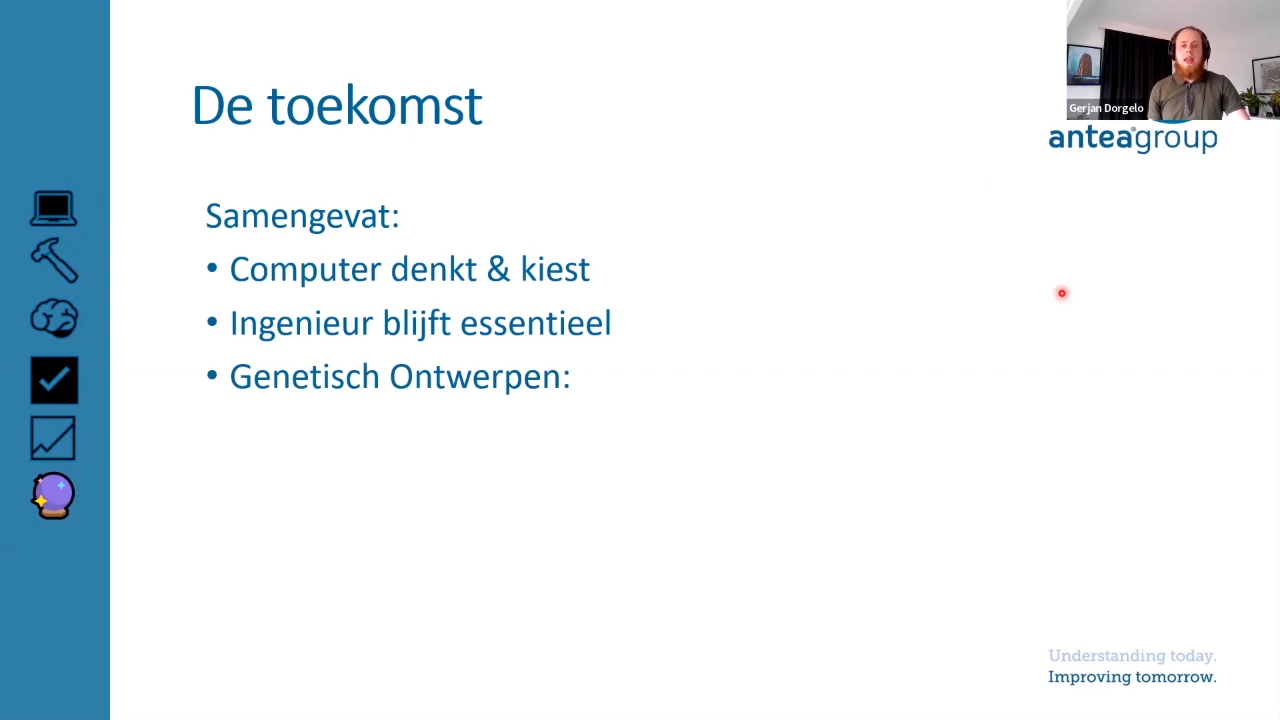 De toekomst
Gerjan Dorgelo
anteagroup
Samengevat:
• Computer denkt & kiest
• Ingenieur blijft essentieel
• Genetisch Ontwerpen:
Understanding today.
Improving tomorrow.